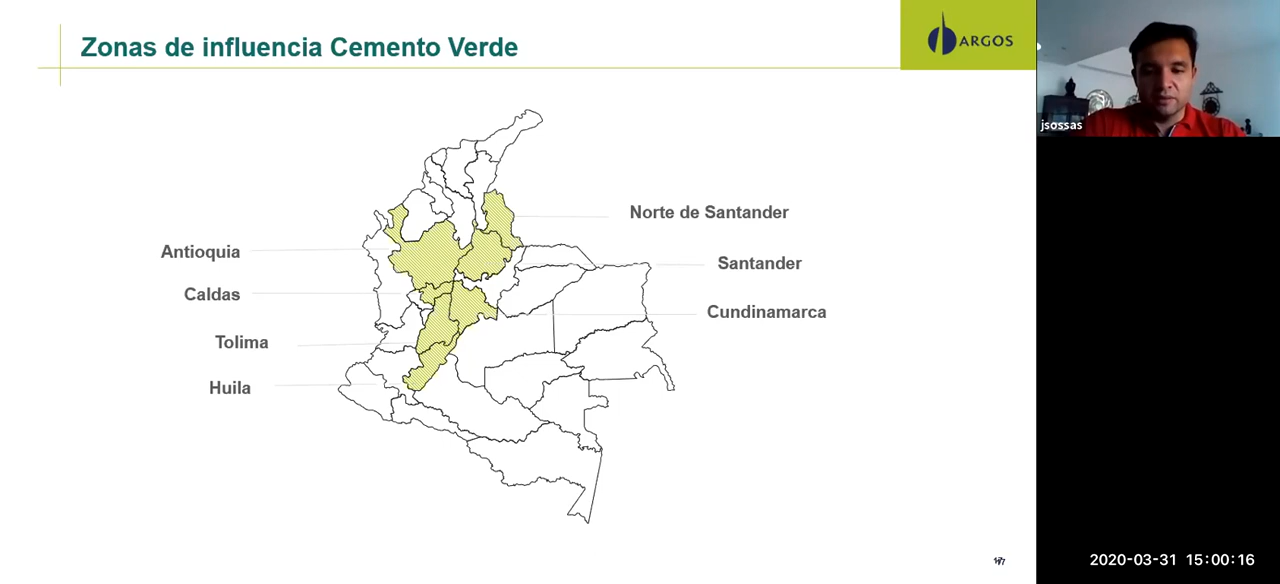 Zonas de influencia Cemento Verde
ARGOS
jsossas
Norte de Santander
Antioquia
Santander
Caldas
Cundinamarca
Tolima
Huila
2020-03-31 15:00:16